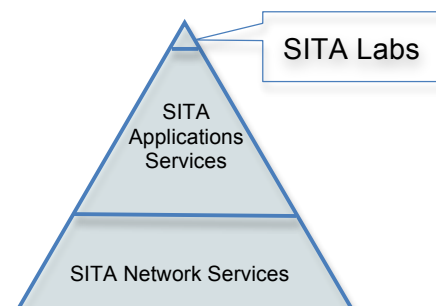 SITA Labs
SITA
Applications
Services
SITA Network Services